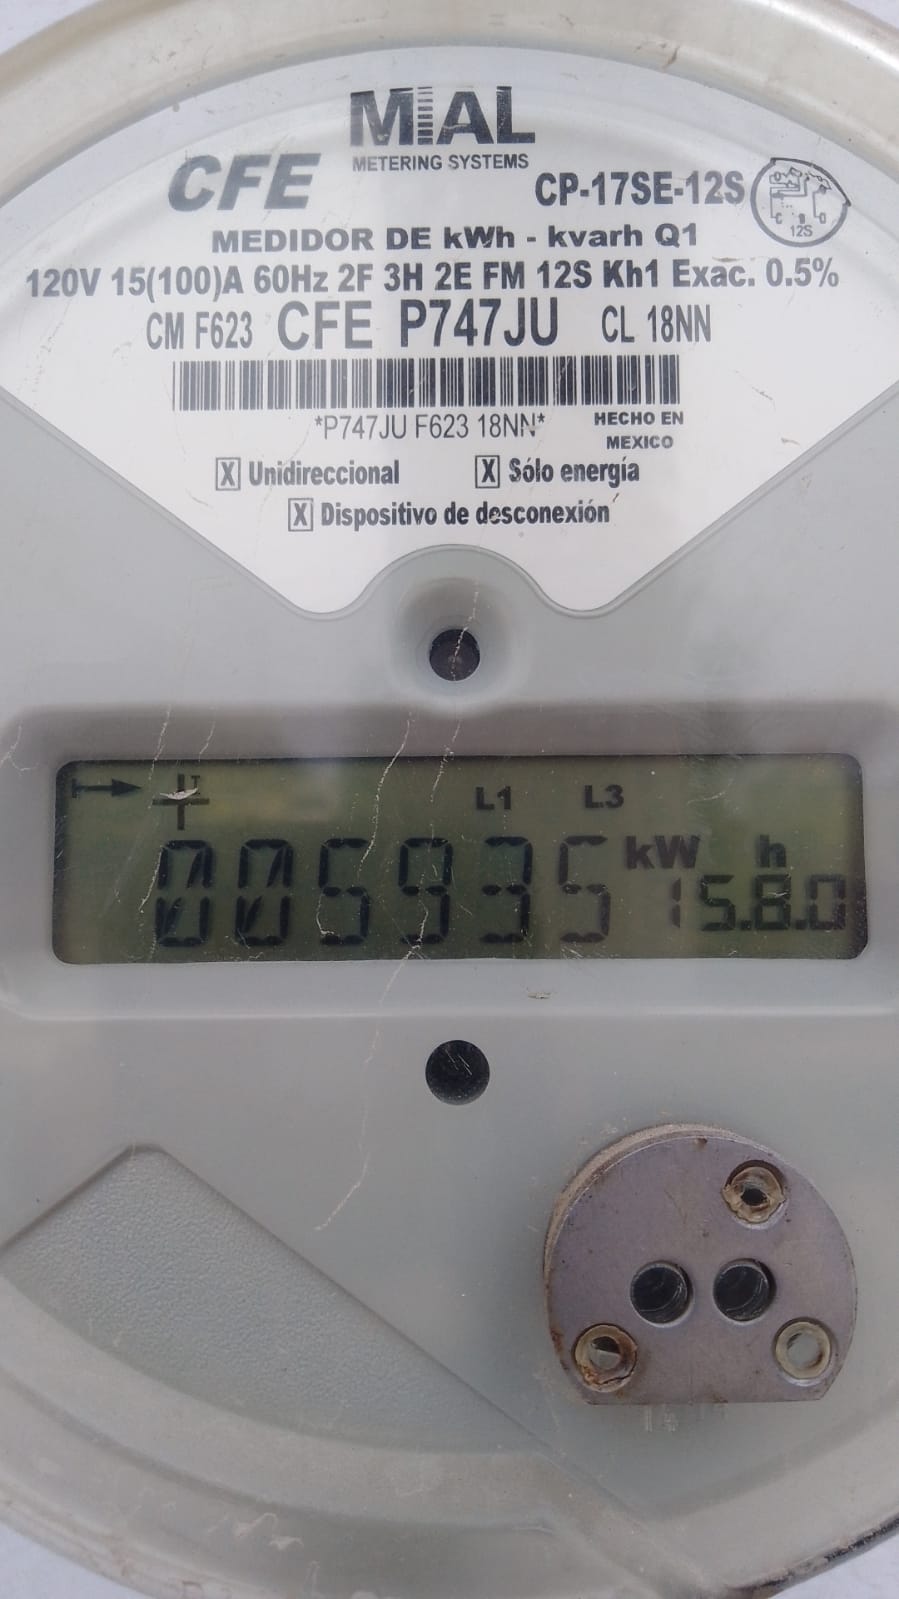 MIAL
METERING SYSTEMS
CFE
CP-17SE-12S
12S
MEDIDOR DE kWh - kvarh Q1
120V 15(100)A 60Hz 2F 3H 2E FM 12S Kh1 Exac. 0.5%
CM F623 CFE P747JU CL 18NN
*P747JU F623 18NN*
HECHO EN
MEXICO
X Unidireccional X Sólo energía
X Dispositivo de desconexión
L1 L3
005935 kW h 15.8.0